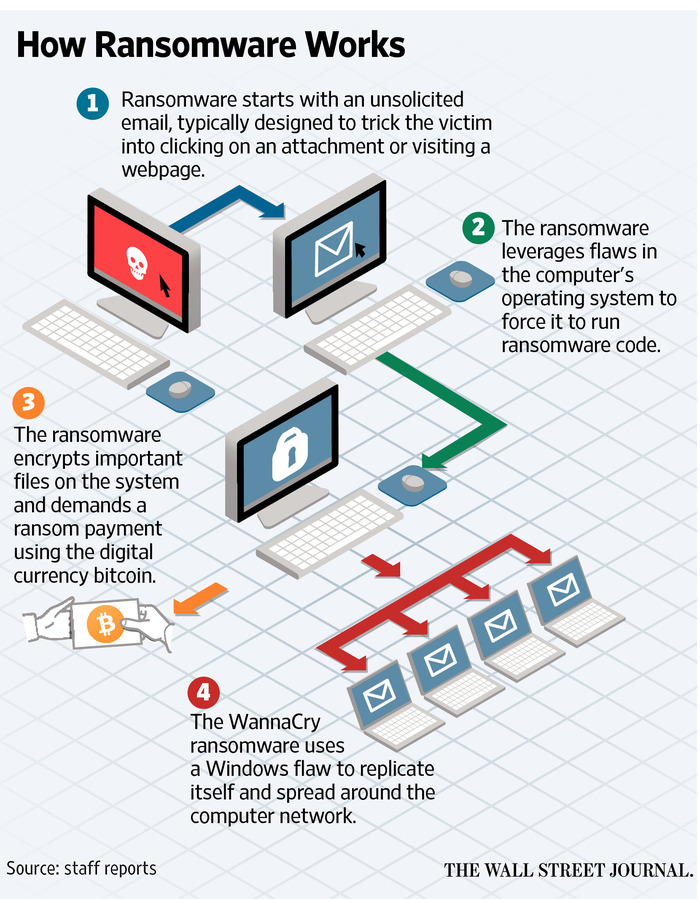 How Ransomware Works
1
Ransomware starts with an unsolicited
email, typically designed to trick the victim
into clicking on an attachment or visiting a
webpage.
2
The ransomware
leverages flaws in
the computer's
operating system to
force it to run
ransomware code.
3
The ransomware
encrypts important
files on the system
and demands a
ransom payment
using the digital
currency bitcoin.
4
The WannaCry
ransomware uses
a Windows flaw to replicate
itself and spread around the
computer network.
Source: staff reports
THE WALL STREET JOURNAL.